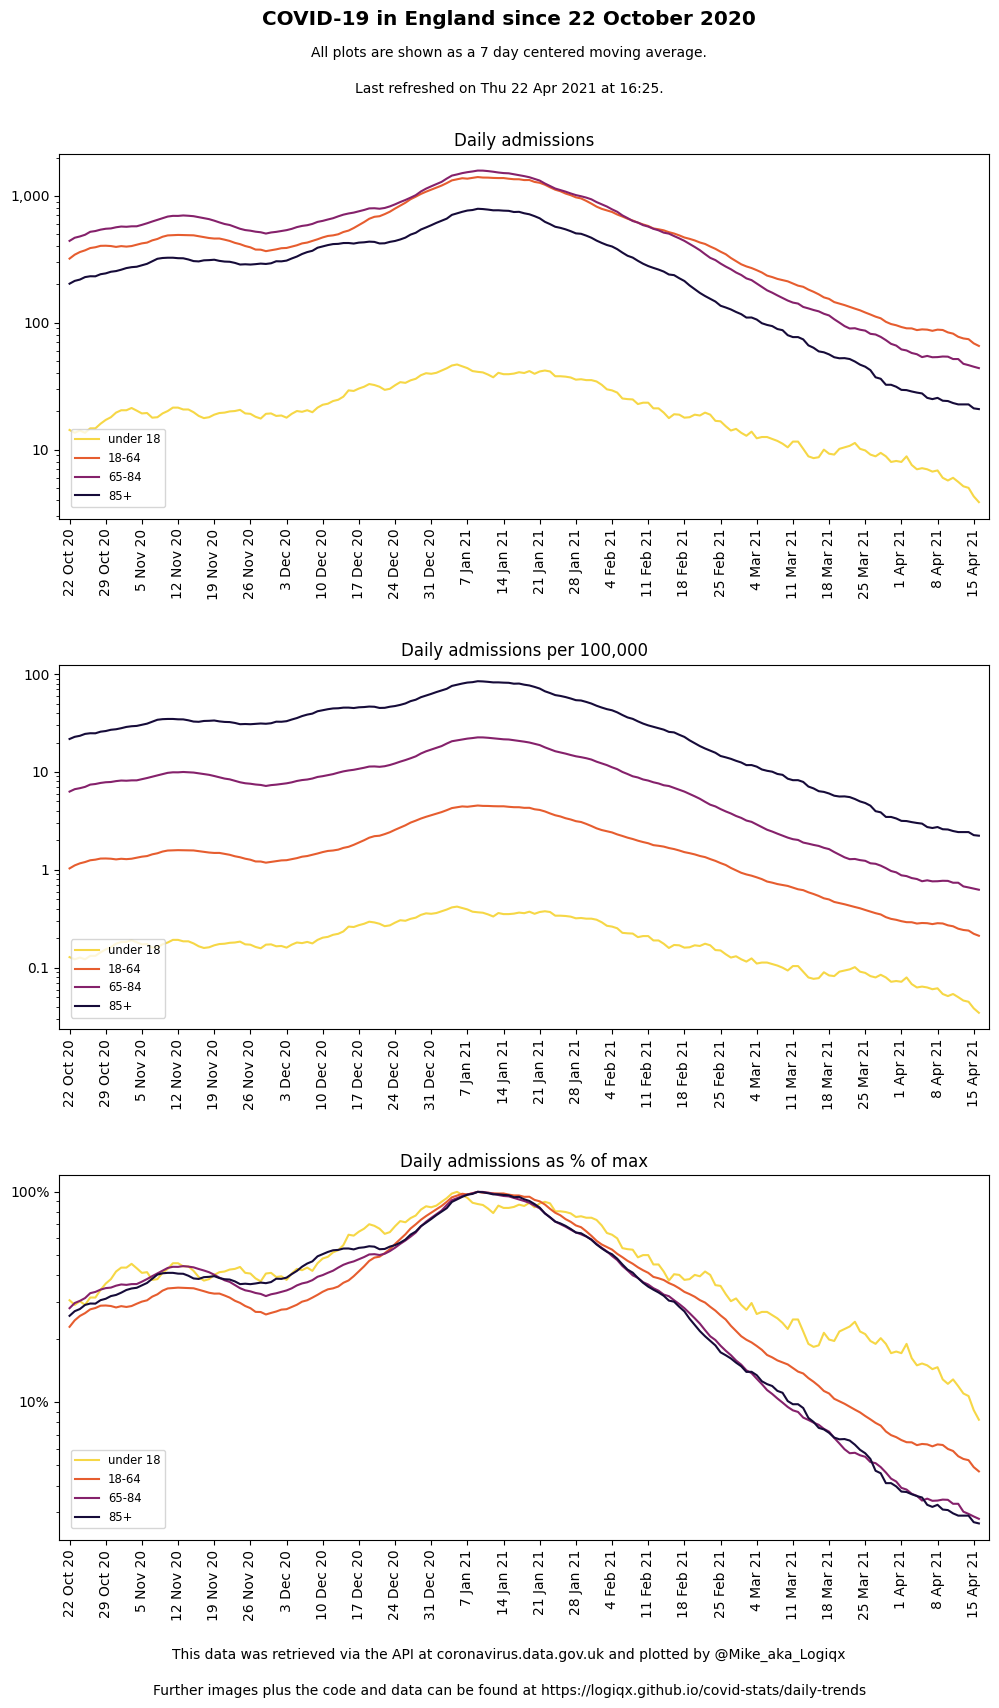 COVID-19 in England since 22 October 2020
All plots are shown as a 7 day centered moving average.
Last refreshed on Thu 22 Apr 2021 at 16:25.
Daily admissions
1,000
100
10
under 18
18-64
65-84
85+
22 Oct 20
29 Oct 20
5 Nov 20
12 Nov 20
19 Nov 20
26 Nov 20
3 Dec 20
10 Dec 20
17 Dec 20
24 Dec 20
31 Dec 20
7 Jan 21
14 Jan 21
21 Jan 21
28 Jan 21
4 Feb 21
11 Feb 21
18 Feb 21
25 Feb 21
4 Mar 21
11 Mar 21
18 Mar 21
25 Mar 21
1 Apr 21
8 Apr 21
15 Apr 21
Daily admissions per 100,000
100
10
1
0.1
under 18
18-64
65-84
85+
22 Oct 20
29 Oct 20
5 Nov 20
12 Nov 20
19 Nov 20
26 Nov 20
3 Dec 20
10 Dec 20
17 Dec 20
24 Dec 20
31 Dec 20
7 Jan 21
14 Jan 21
21 Jan 21
28 Jan 21
4 Feb 21
11 Feb 21
18 Feb 21
25 Feb 21
4 Mar 21
11 Mar 21
18 Mar 21
25 Mar 21
1 Apr 21
8 Apr 21
15 Apr 21
Daily admissions as % of max
100%
10%
under 18
18-64
65-84
85+
22 Oct 20
29 Oct 20
5 Nov 20
12 Nov 20
19 Nov 20
26 Nov 20
3 Dec 20
10 Dec 20
17 Dec 20
24 Dec 20
31 Dec 20
7 Jan 21
14 Jan 21
21 Jan 21
28 Jan 21
4 Feb 21
11 Feb 21
18 Feb 21
25 Feb 21
4 Mar 21
11 Mar 21
18 Mar 21
25 Mar 21
1 Apr 21
8 Apr 21
15 Apr 21
This data was retrieved via the API at coronavirus.data.gov.uk and plotted by @Mike_aka_Logiqx
Further images plus the code and data can be found at https://logiqx.github.io/covid-stats/daily-trends